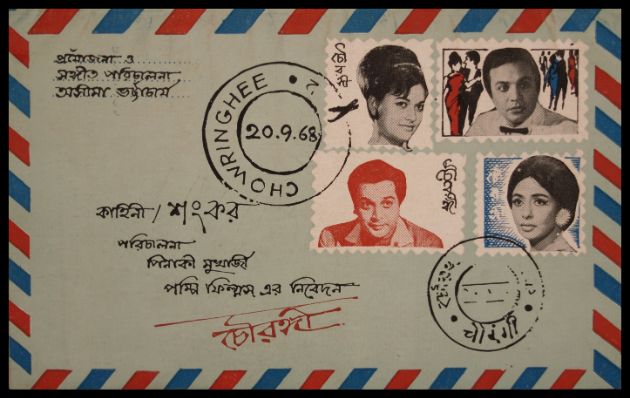 প্রযোজনা ও
সঙ্গীত পরিচালনা
অসীমা ভট্টাচার্য
CHOWRINGHEE
20.9.68
চৌরঙ্গী
চৌরঙ্গী
কাহিনী / শংকর
পরিচালনা
পিনাকী মুখার্জি
পম্পি ফিল্মস্ এর নিবেদন
চৌরঙ্গী
চৌরঙ্গী